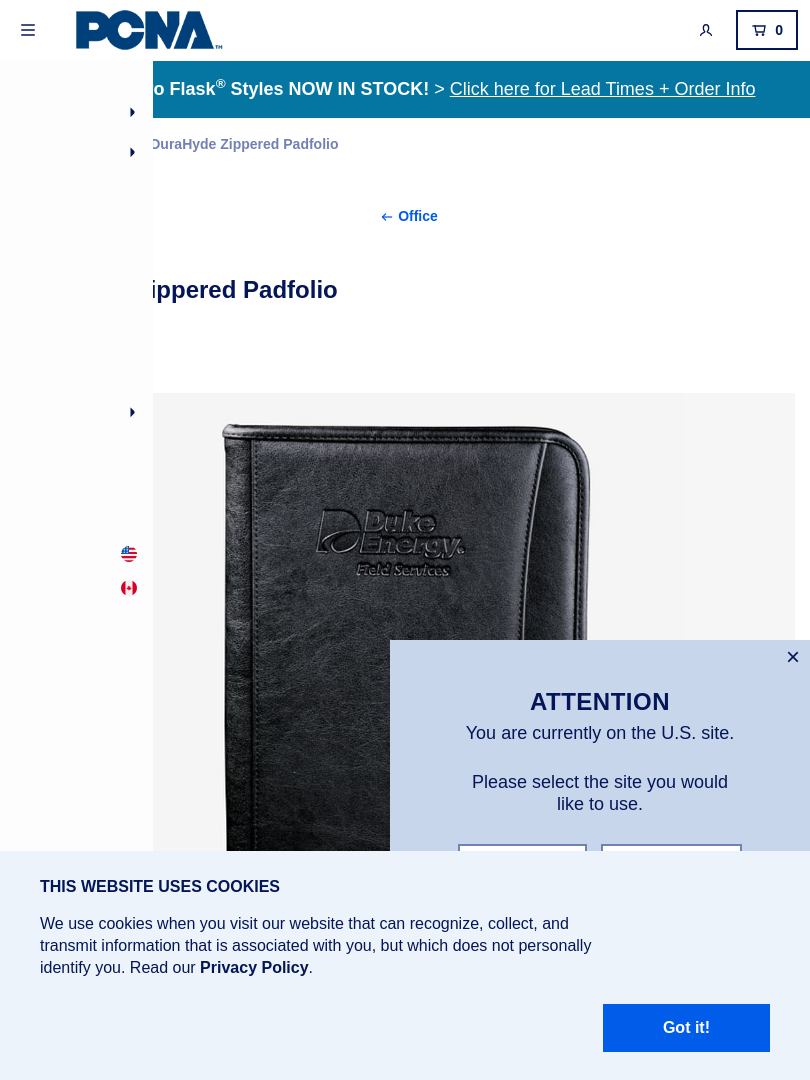 PCNA™
0
o Flask® Styles NOW IN STOCK! > Click here for Lead Times + Order Info
DuraHyde Zippered Padfolio
← Office
ippered Padfolio
Duke
Energy®
Field Services
×
ATTENTION
You are currently on the U.S. site.
Please select the site you would
like to use.
THIS WEBSITE USES COOKIES
We use cookies when you visit our website that can recognize, collect, and
transmit information that is associated with you, but which does not personally
identify you. Read our Privacy Policy.
Got it!